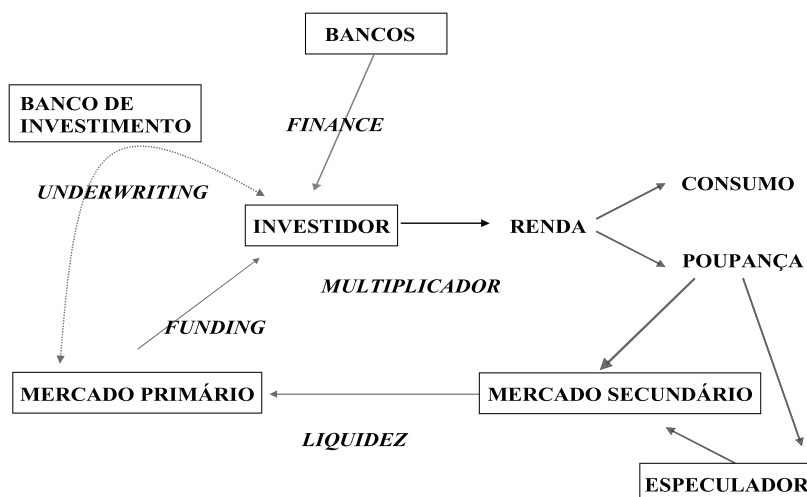 BANCOS
BANCO DE
INVESTIMENTO
FINANCE
UNDERWRITING
CONSUMO
INVESTIDOR
RENDA
POUPANÇA
MULTIPLICADOR
FUNDING
MERCADO PRIMÁRIO
MERCADO SECUNDÁRIO
LIQUIDEZ
ESPECULADOR